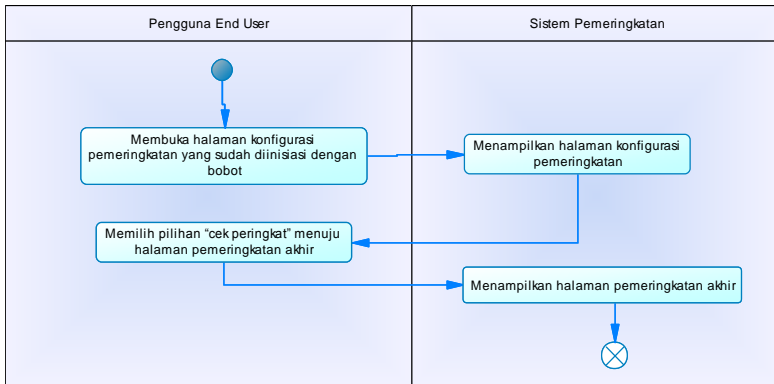 Pengguna End User
Sistem Pemeringkatan
Membuka halaman konfigurasi
pemeringkatan yang sudah diinisiasi dengan
bobot
Menampilkan halaman konfigurasi
pemeringkatan
Memilih pilihan “cek peringkat” menuju
halaman pemeringkatan akhir
Menampilkan halaman pemeringkatan akhir